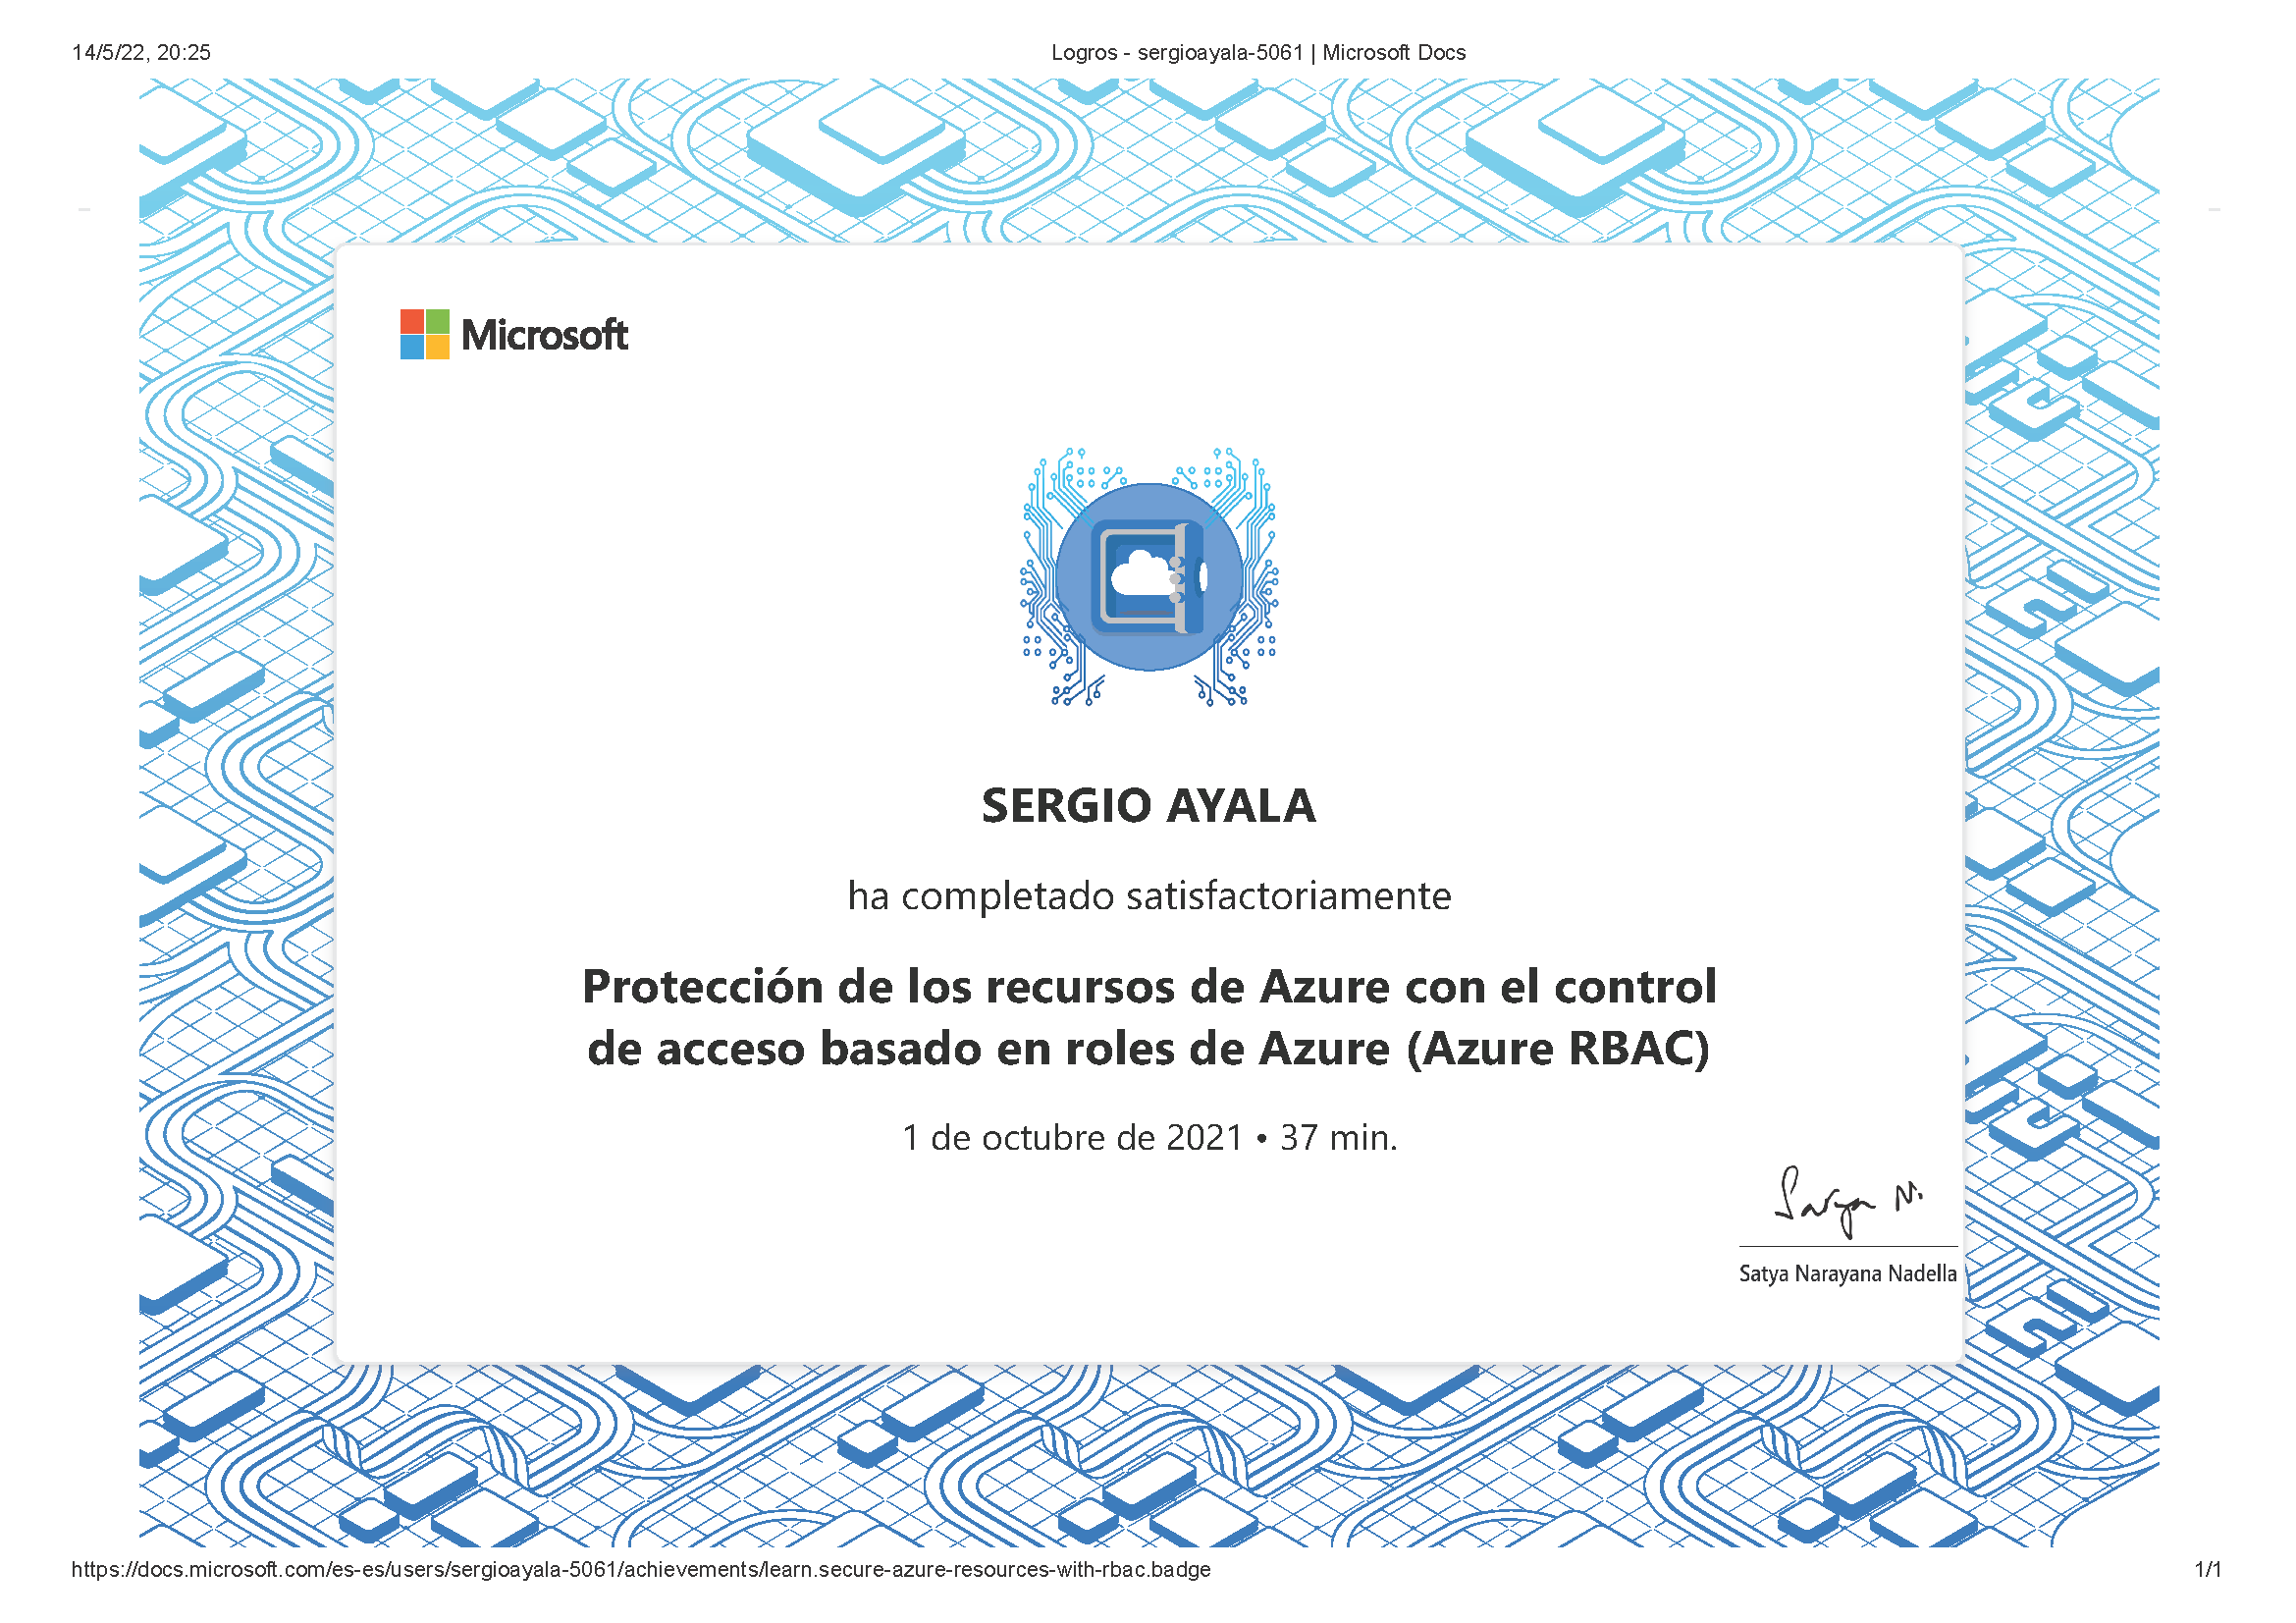 14/5/22, 20:25
Logros - sergioayala-5061 | Microsoft Docs
Microsoft
SERGIO AYALA
ha completado satisfactoriamente
Protección de los recursos de Azure con el control
de acceso basado en roles de Azure (Azure RBAC)
1 de octubre de 2021 • 37 min.
Satya N.
Satya Narayana Nadella
https://docs.microsoft.com/es-es/users/sergioayala-5061/achievements/learn.secure-azure-resources-with-rbac.badge
1/1